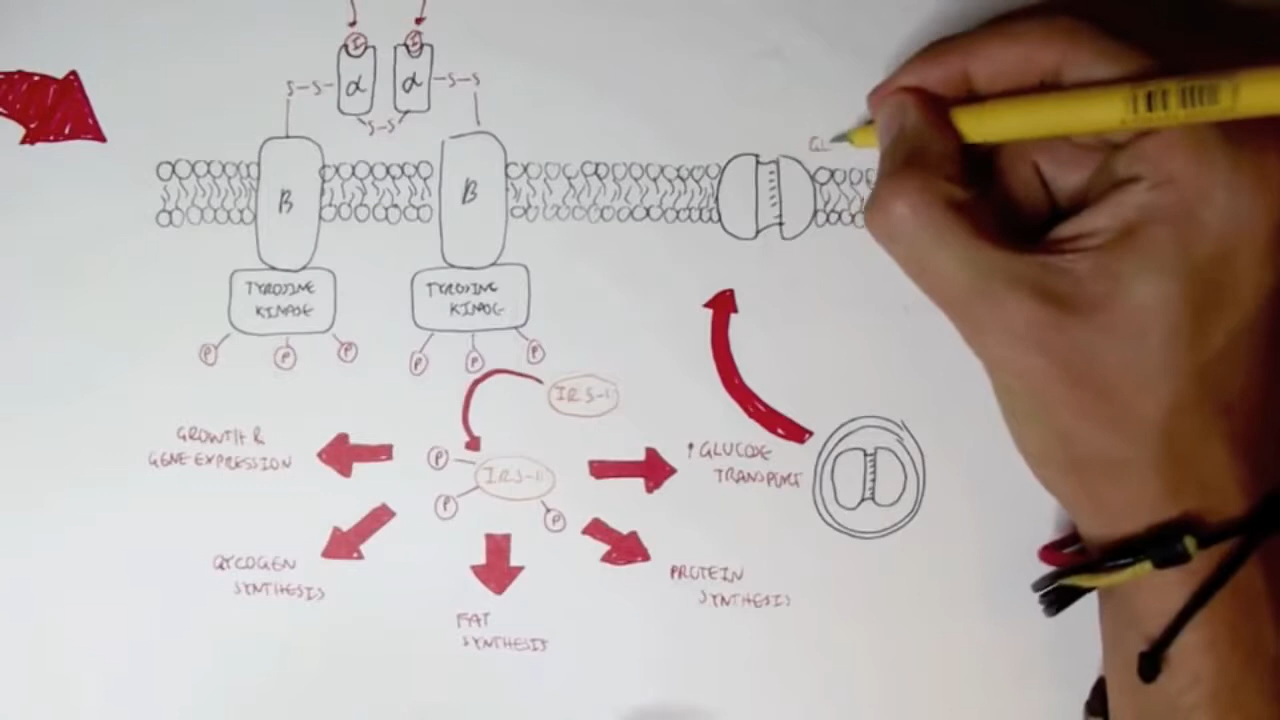 I I
α α
S-S- -S-S
S-S
B B
GL
TYROSINE
KINASE
TYROSINE
KINASE
P P P
P P P
IRS-1
GROWTH &
GENE EXPRESSION
P
IRS-1
P
P
↑ GLUCOSE
TRANSPORT
GLYCOGEN
SYNTHESIS
PROTEIN
SYNTHESIS
FAT
SYNTHESIS